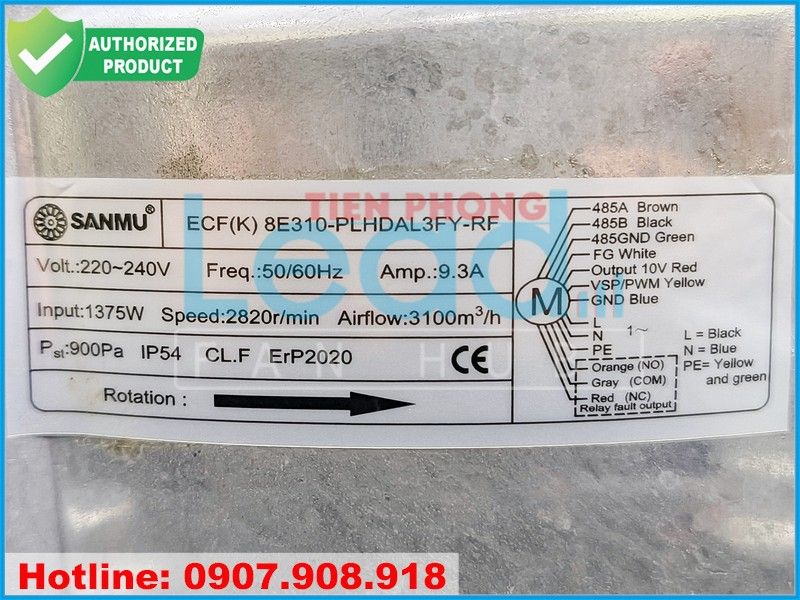 AUTHORIZED
PRODUCT
TIEN PHONG
Lead
SANMU® ECF(K) 8E310-PLHDAL3FY-RF
Volt.:220~240V Freq.:50/60Hz Amp.:9.3A
Input:1375W Speed:2820r/min Airflow:3100m³/h
Pst:900Pa IP54 CL.F ErP2020 CE
Rotation :
M
485A Brown
485B Black
485GND Green
FG White
Output 10V Red
VSP/PWM Yellow
GND Blue
L
N 1~
PE
L = Black
N = Blue
PE= Yellow
and green
Orange (NO)
Gray (COM)
Red (NC)
Relay fault output
Hotline: 0907.908.918